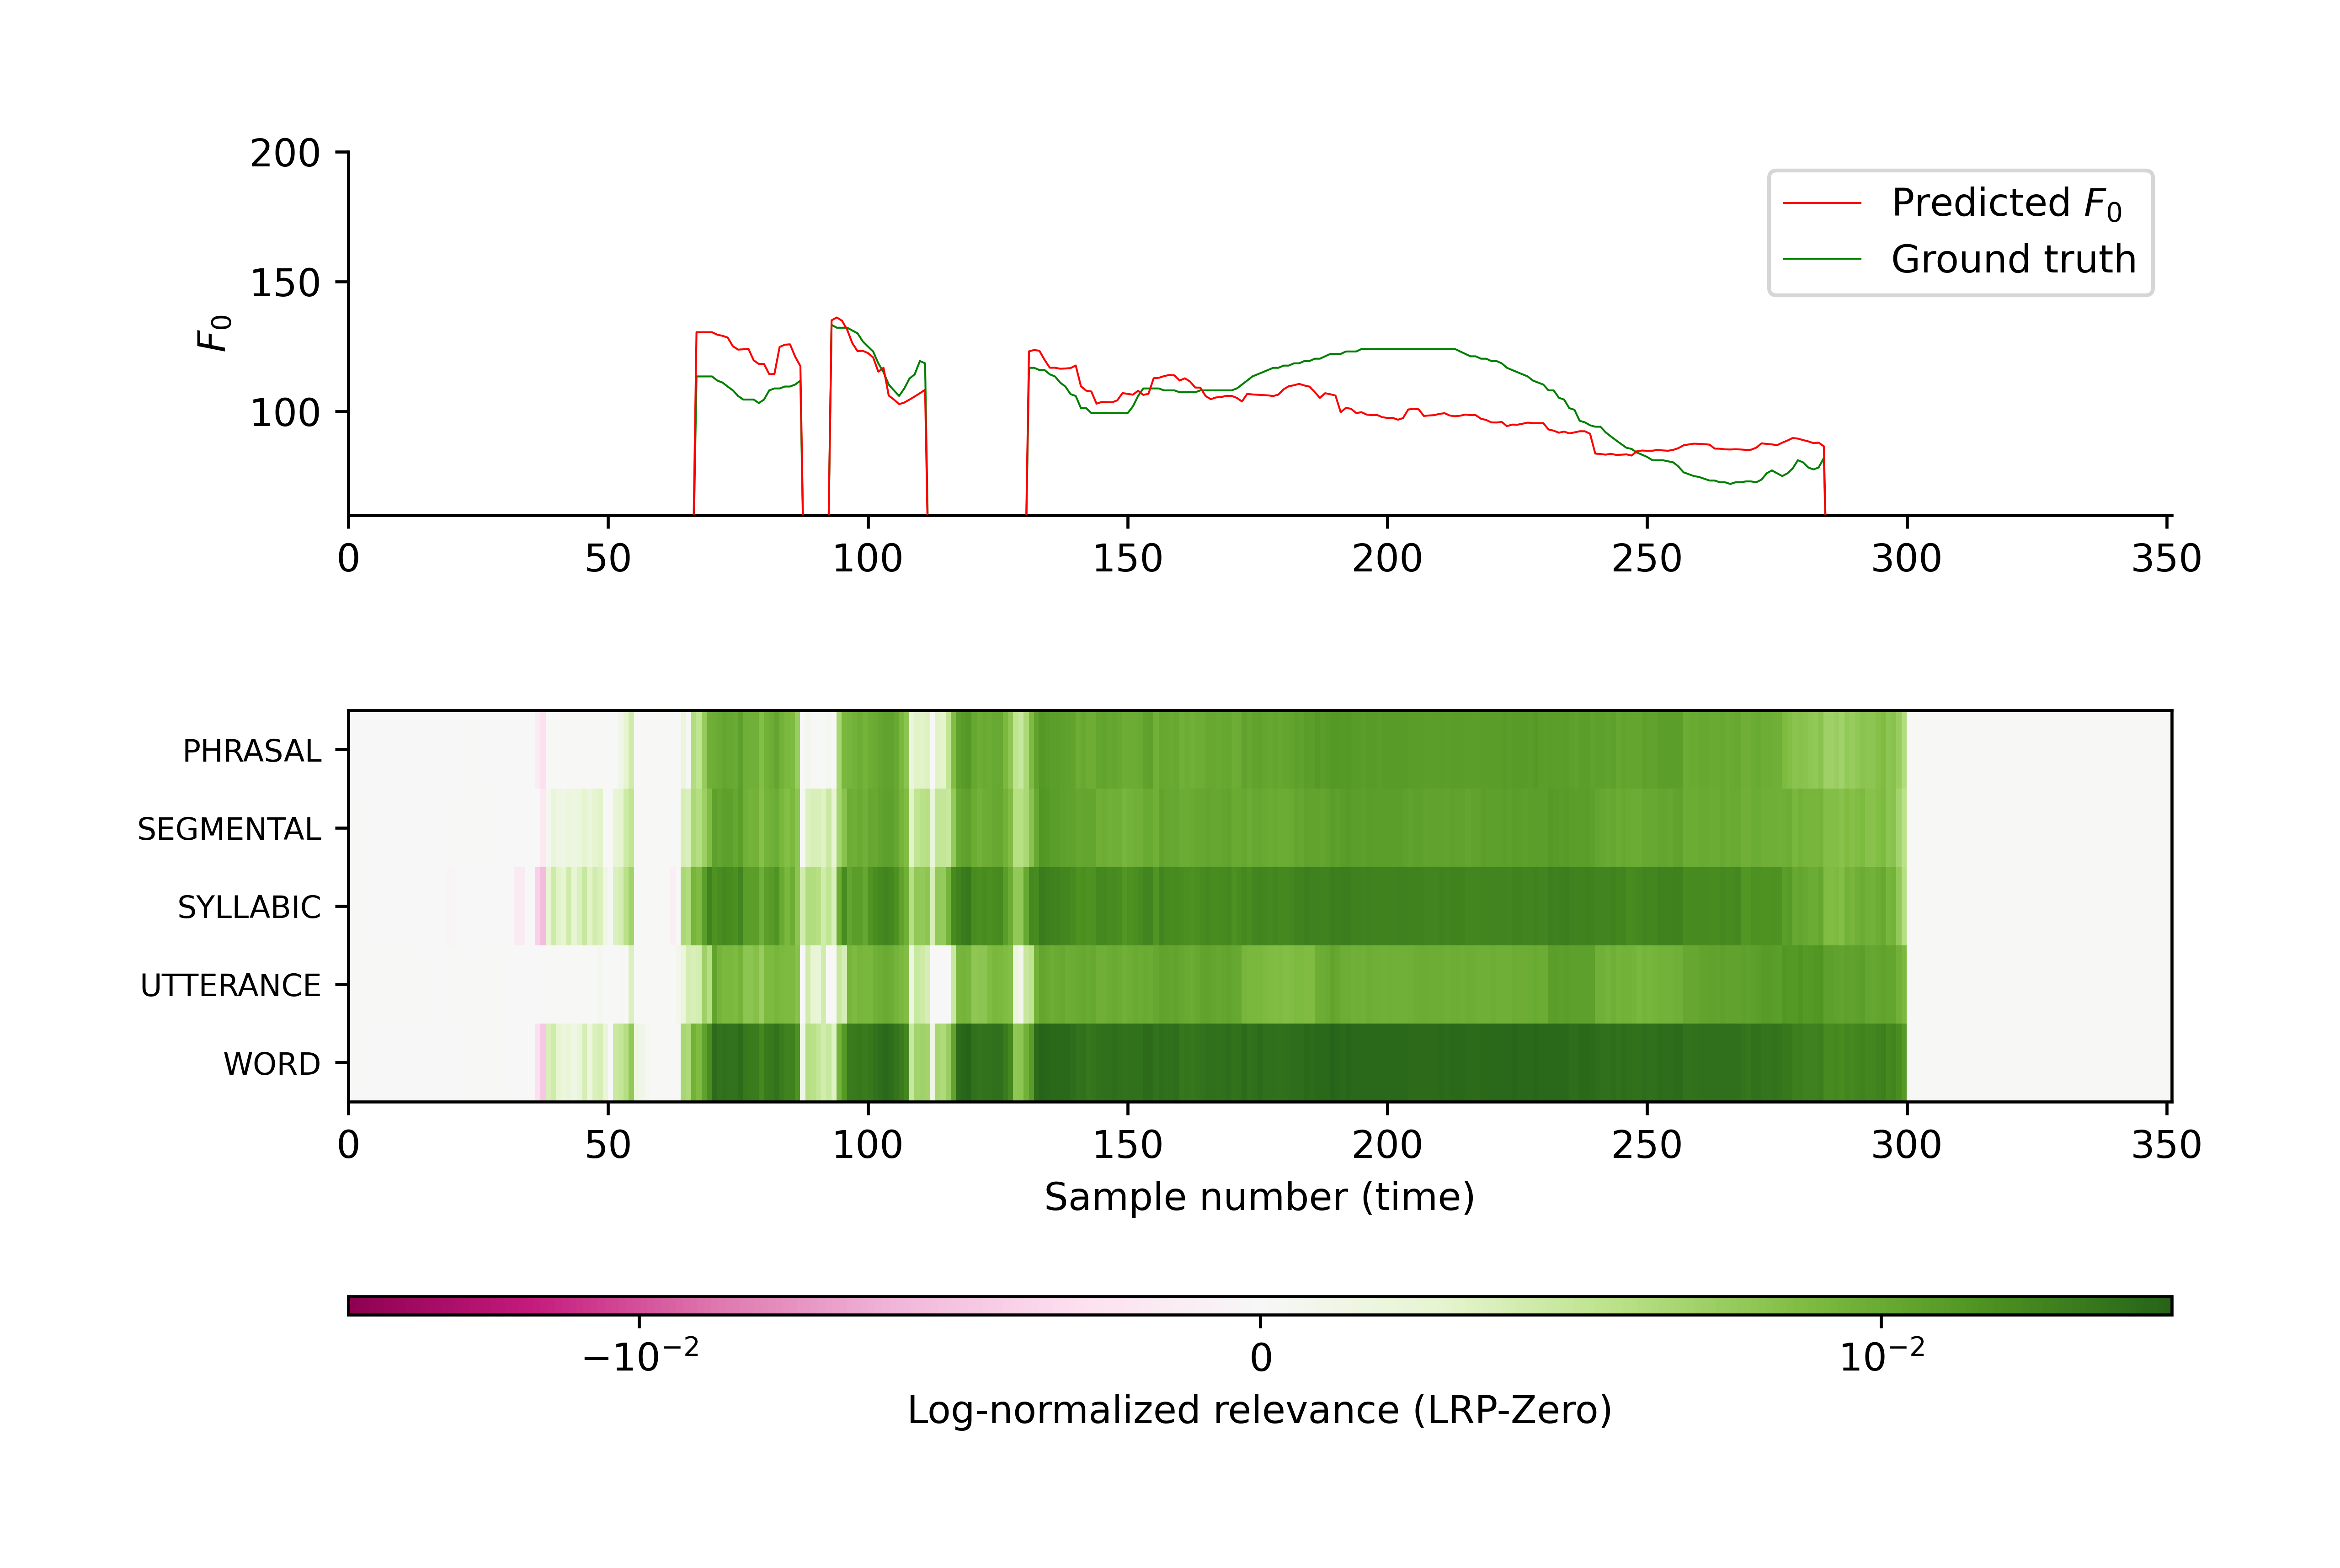 200
150
100
F₀
Predicted F₀
Ground truth
0 50 100 150 200 250 300 350
PHRASAL
SEGMENTAL
SYLLABIC
UTTERANCE
WORD
0 50 100 150 200 250 300 350
Sample number (time)
−10⁻² 0 10⁻²
Log-normalized relevance (LRP-Zero)